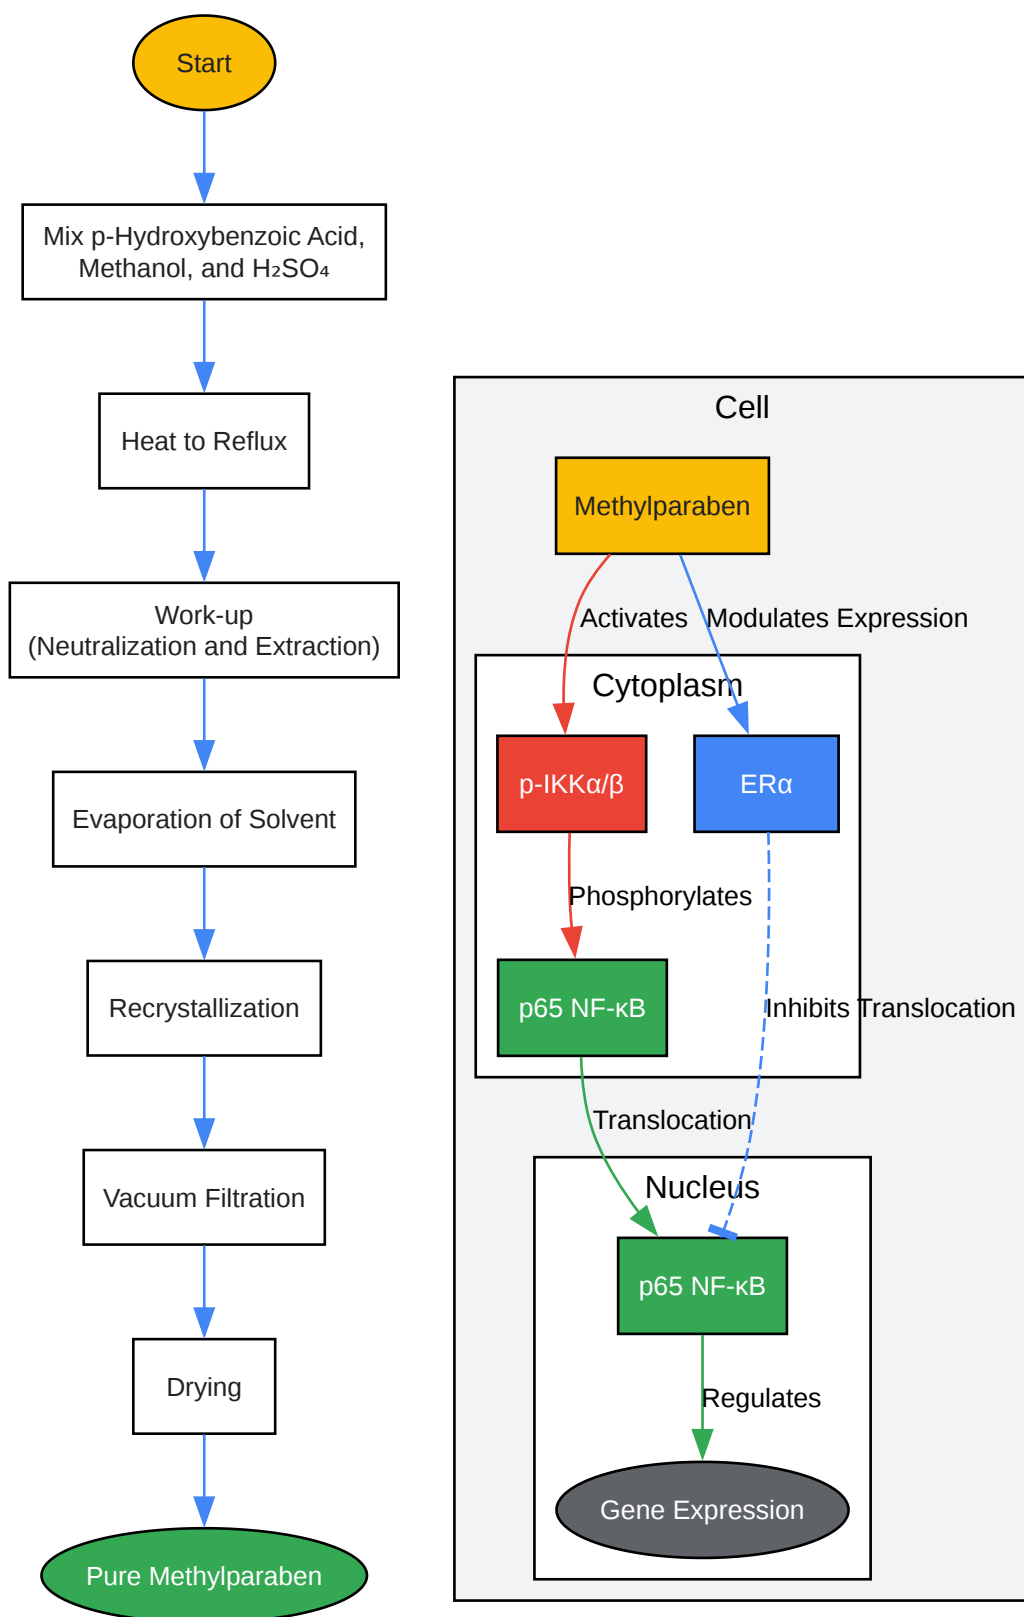 Start
Mix p-Hydroxybenzoic Acid,
Methanol, and H₂SO₄
Heat to Reflux
Work-up
(Neutralization and Extraction)
Evaporation of Solvent
Recrystallization
Vacuum Filtration
Drying
Pure Methylparaben
Cell
Methylparaben
Activates
Modulates Expression
Cytoplasm
p-IKKα/β
ERα
Phosphorylates
p65 NF-κB
Inhibits Translocation
Translocation
Nucleus
p65 NF-κB
Regulates
Gene Expression